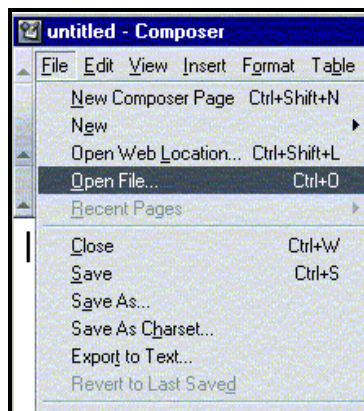 untitled - Composer
File Edit View Insert Format Table
New Composer Page Ctrl+Shift+N
New
Open Web Location... Ctrl+Shift+L
Open File... Ctrl+O
Recent Pages
Close Ctrl+W
Save Ctrl+S
Save As...
Save As Charset...
Export to Text...
Revert to Last Saved